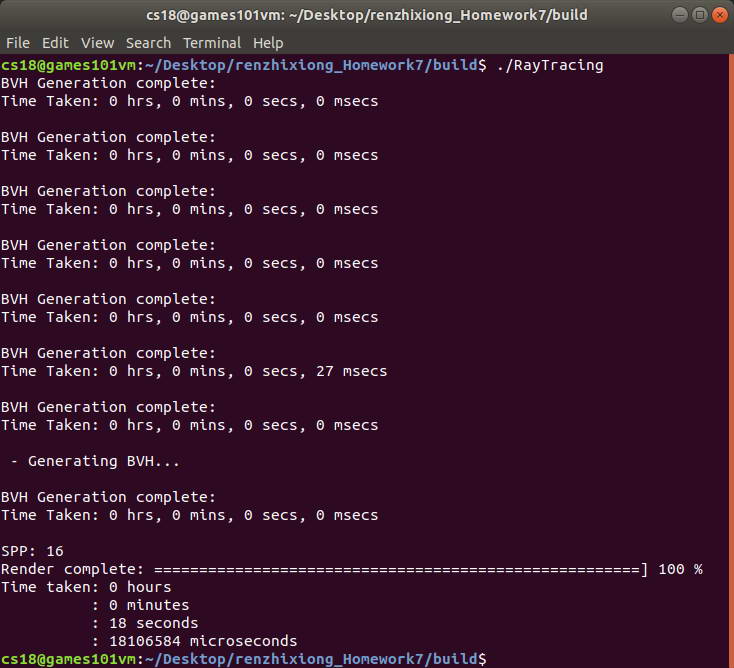 cs18@games101vm: ~/Desktop/renzhixiong_Homework7/build
File Edit View Search Terminal Help
cs18@games101vm:~/Desktop/renzhixiong_Homework7/build$ ./RayTracing
BVH Generation complete:
Time Taken: 0 hrs, 0 mins, 0 secs, 0 msecs
BVH Generation complete:
Time Taken: 0 hrs, 0 mins, 0 secs, 0 msecs
BVH Generation complete:
Time Taken: 0 hrs, 0 mins, 0 secs, 0 msecs
BVH Generation complete:
Time Taken: 0 hrs, 0 mins, 0 secs, 0 msecs
BVH Generation complete:
Time Taken: 0 hrs, 0 mins, 0 secs, 0 msecs
BVH Generation complete:
Time Taken: 0 hrs, 0 mins, 0 secs, 27 msecs
BVH Generation complete:
Time Taken: 0 hrs, 0 mins, 0 secs, 0 msecs
- Generating BVH...
BVH Generation complete:
Time Taken: 0 hrs, 0 mins, 0 secs, 0 msecs
SPP: 16
Render complete: ======================================================] 100 %
Time taken: 0 hours
: 0 minutes
: 18 seconds
: 18106584 microseconds
cs18@games101vm:~/Desktop/renzhixiong_Homework7/build$